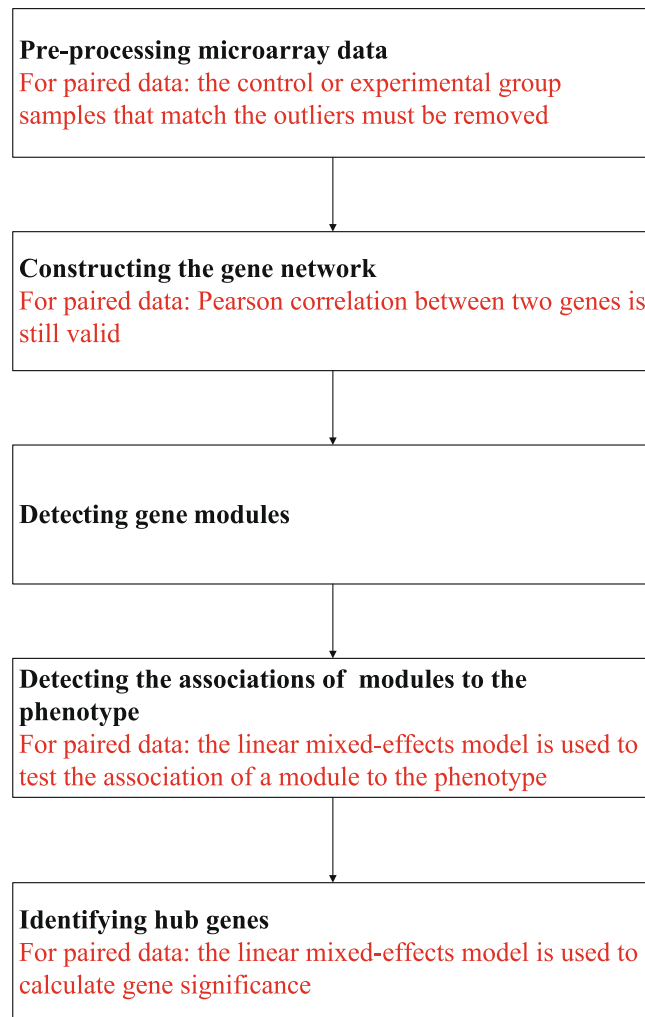 Pre-processing microarray data
For paired data: the control or experimental group
samples that match the outliers must be removed
Constructing the gene network
For paired data: Pearson correlation between two genes is
still valid
Detecting gene modules
Detecting the associations of modules to the
phenotype
For paired data: the linear mixed-effects model is used to
test the association of a module to the phenotype
Identifying hub genes
For paired data: the linear mixed-effects model is used to
calculate gene significance